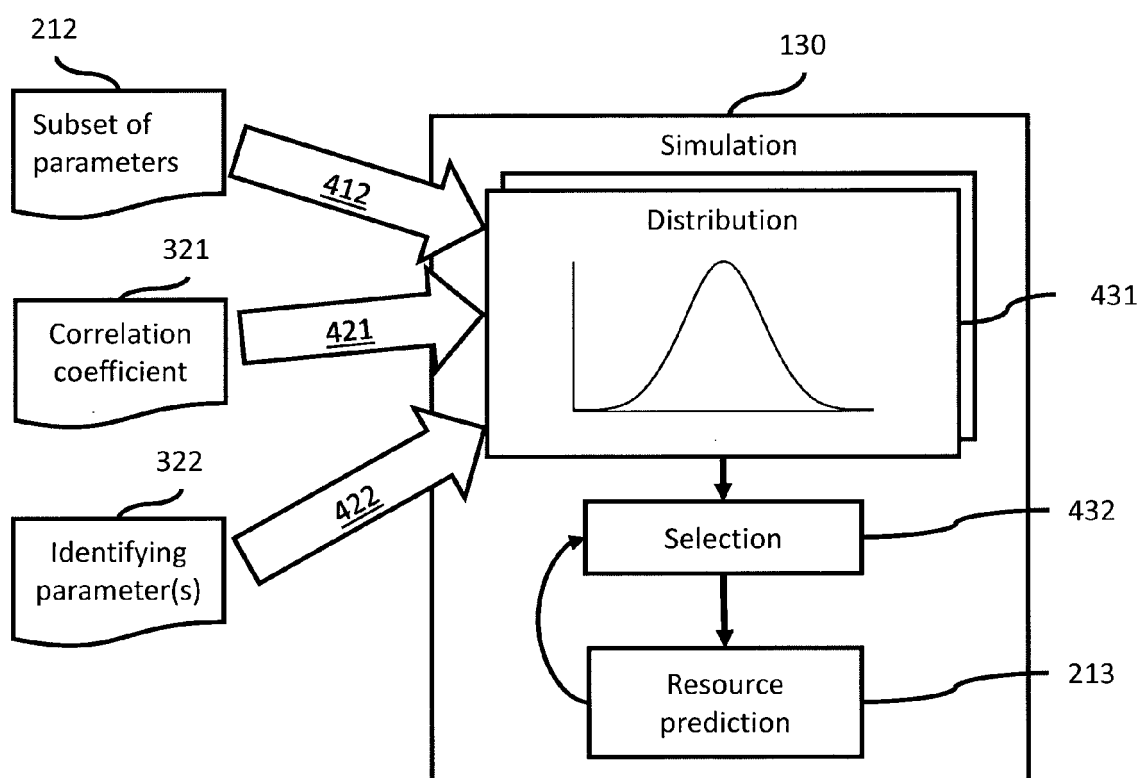 212
130
Subset of
parameters
Simulation
412
Distribution
321
431
Correlation
coefficient
421
322
422
432
Selection
Identifying
parameter(s)
Resource
prediction
213